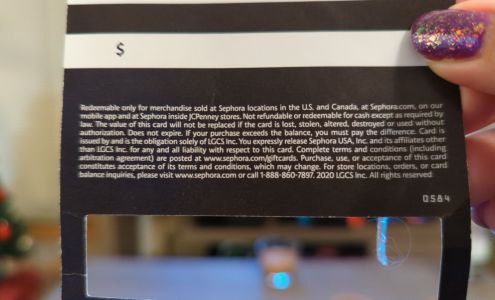 $
Redeemable only for merchandise sold at Sephora locations in the U.S. and Canada, at Sephora.com, on our
mobile app and at Sephora inside JCPenney stores. Not refundable or redeemable for cash except as required by
law. The value of this card will not be replaced if the card is lost, stolen, altered, destroyed or used without
authorization. Does not expire. If your purchase exceeds the balance, you must pay the difference. Card is
issued by and is the obligation solely of LGCS Inc. You expressly release Sephora USA, Inc. and its affiliates other
than LGCS Inc. for any and all liability with respect to this card. Complete terms and conditions (including
arbitration agreement) are posted at www.sephora.com/giftcards. Purchase, use, or acceptance of this card
constitutes acceptance of its terms and conditions, which may change. For store locations, orders, or card
balance inquiries, please visit www.sephora.com or call 1-888-860-7897. 2020 LGCS Inc. All rights reserved
0584